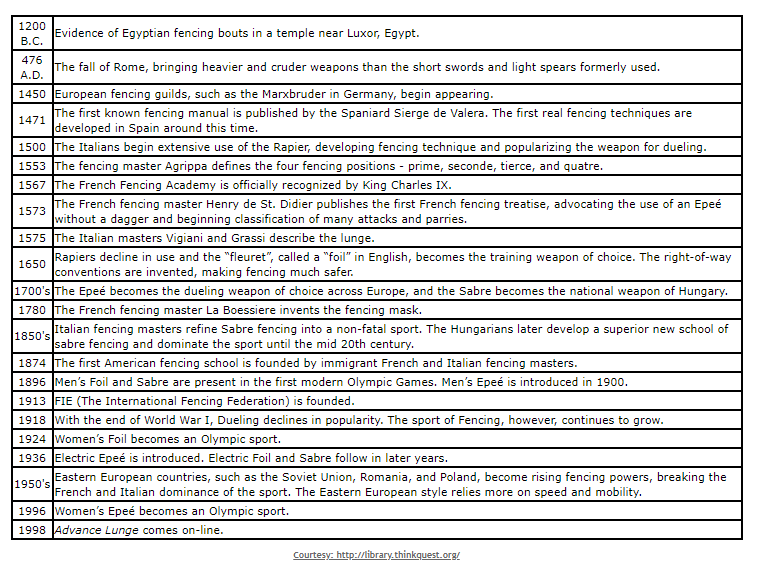 1200
B.C.
Evidence of Egyptian fencing bouts in a temple near Luxor, Egypt.
476
A.D.
The fall of Rome, bringing heavier and cruder weapons than the short swords and light spears formerly used.
1450 European fencing guilds, such as the Marxbruder in Germany, begin appearing.
1471
The first known fencing manual is published by the Spaniard Sierge de Valera. The first real fencing techniques are
developed in Spain around this time.
1500 The Italians begin extensive use of the Rapier, developing fencing technique and popularizing the weapon for dueling.
1553 The fencing master Agrippa defines the four fencing positions - prime, seconde, tierce, and quatre.
1567 The French Fencing Academy is officially recognized by King Charles IX.
1573
The French fencing master Henry de St. Didier publishes the first French fencing treatise, advocating the use of an Epeé
without a dagger and beginning classification of many attacks and parries.
1575 The Italian masters Vigiani and Grassi describe the lunge.
1650
Rapiers decline in use and the “fleuret”, called a “foil” in English, becomes the training weapon of choice. The right-of-way
conventions are invented, making fencing much safer.
1700's The Epeé becomes the dueling weapon of choice across Europe, and the Sabre becomes the national weapon of Hungary.
1780 The French fencing master La Boessiere invents the fencing mask.
1850's
Italian fencing masters refine Sabre fencing into a non-fatal sport. The Hungarians later develop a superior new school of
sabre fencing and dominate the sport until the mid 20th century.
1874 The first American fencing school is founded by immigrant French and Italian fencing masters.
1896 Men’s Foil and Sabre are present in the first modern Olympic Games. Men’s Epeé is introduced in 1900.
1913 FIE (The International Fencing Federation) is founded.
1918 With the end of World War I, Dueling declines in popularity. The sport of Fencing, however, continues to grow.
1924 Women’s Foil becomes an Olympic sport.
1936 Electric Epeé is introduced. Electric Foil and Sabre follow in later years.
1950's
Eastern European countries, such as the Soviet Union, Romania, and Poland, become rising fencing powers, breaking the
French and Italian dominance of the sport. The Eastern European style relies more on speed and mobility.
1996 Women’s Epeé becomes an Olympic sport.
1998 Advance Lunge comes on-line.
Courtesy: http://library.thinkquest.org/